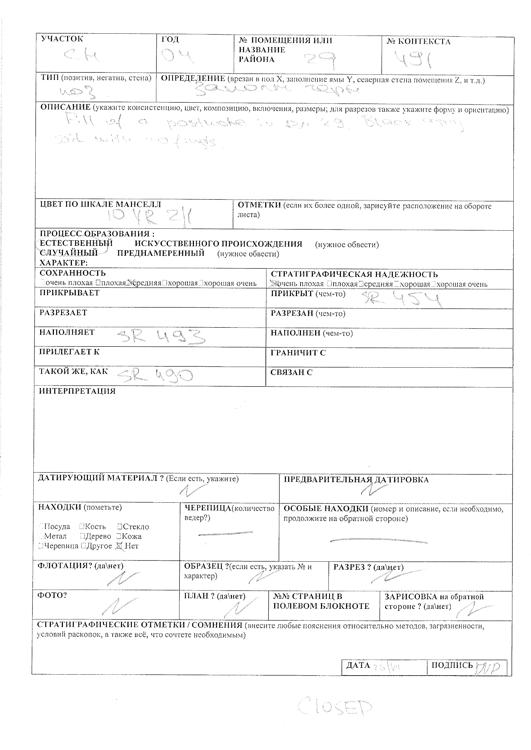 УЧАСТОК ГОД № ПОМЕЩЕНИЯ ИЛИ НАЗВАНИЕ РАЙОНА № КОНТЕКСТА
СН 04 29 491
ТИП (позитив, негатив, стена) ОПРЕДЕЛЕНИЕ (врезан в пол X, заполнение ямы Y, северная стена помещения Z, и т.л.)
поз
ОПИСАНИЕ (укажите консистенцию, цвет, композицию, включения, размеры; для разрезов также укажите форму и ориентацию)
Fill of a posthole in 29. Black
soil with no finds.
ЦВЕТ ПО ШКАЛЕ МАНСЕЛЛ ОТМЕТКИ (если их более одной, зарисуйте расположение на обороте листа)
10 YR 2/1
ПРОЦЕСС ОБРАЗОВАНИЯ :
ЕСТЕСТВЕННЫЙ ИСКУССТВЕННОГО ПРОИСХОЖДЕНИЯ (нужное обвести)
СЛУЧАЙНЫЙ ПРЕДНАМЕРЕННЫЙ (нужное обвести)
ХАРАКТЕР:
СОХРАННОСТЬ СТРАТИГРАФИЧЕСКАЯ НАДЕЖНОСТЬ
очень плохая плохая средняя хорошая хорошая очень очень плохая плохая средняя хорошая хорошая очень
ПРИКРЫВАЕТ ПРИКРЫТ (чем-то) SR 454
РАЗРЕЗАЕТ РАЗРЕЗАН (чем-то)
НАПОЛНЯЕТ SR 493 НАПОЛНЕН (чем-то)
ПРИЛЕГАЕТ К ГРАНИЧИТ С
ТАКОЙ ЖЕ, КАК SR 490 СВЯЗАН С
ИНТЕРПРЕТАЦИЯ
ДАТИРУЮЩИЙ МАТЕРИАЛ ? (Если есть, укажите) ПРЕДВАРИТЕЛЬНАЯ ДАТИРОВКА
N N
НАХОДКИ (пометьте) ЧЕРЕПИЦА(количество ведер?) ОСОБЫЕ НАХОДКИ (номер и описание, если необходимо, продолжите на обратной стороне)
Посуда Кость Стекло
Метал Дерево Кожа
Черепица Другое Нет
ФЛОТАЦИЯ? (да\нет) ОБРАЗЕЦ ?(если есть, указать № и характер) РАЗРЕЗ ? (да\нет)
N N N
ФОТО? ПЛАН ? (да\нет) №№ СТРАНИЦ В ПОЛЕВОМ БЛОКНОТЕ ЗАРИСОВКА на обратной стороне ? (да\нет)
N N N
СТРАТИГРАФИЧЕСКИЕ ОТМЕТКИ / СОМНЕНИЯ (внесите любые пояснения относительно методов, загрязненности, условий раскопок, а также всё, что сочтете необходимым)
ДАТА ПОДПИСЬ
CLOSED